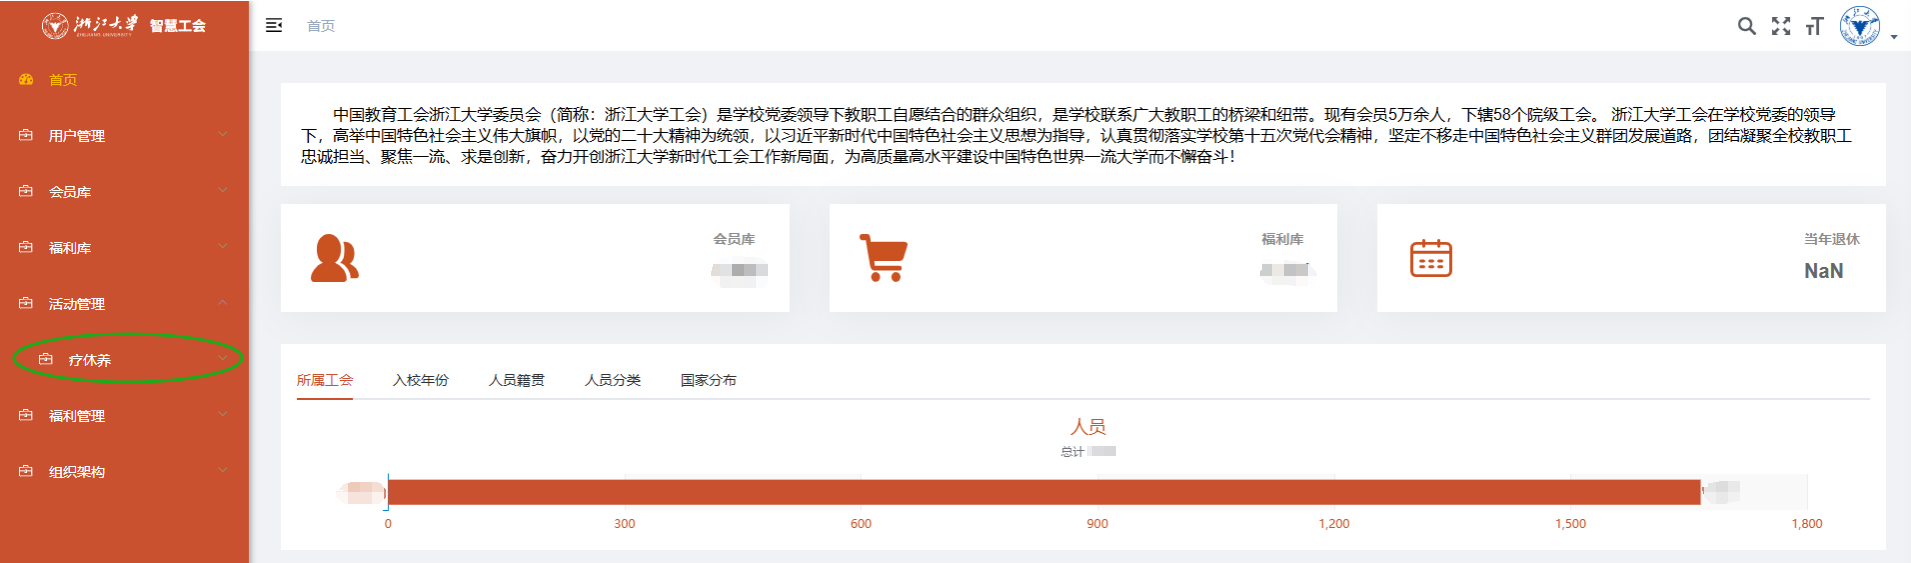 浙江大学 智慧工会
ZHEJIANG UNIVERSITY
首页
用户管理
会员库
福利库
活动管理
疗休养
福利管理
组织架构
首页
中国教育工会浙江大学委员会（简称：浙江大学工会）是学校党委领导下教职工自愿结合的群众组织，是学校联系广大教职工的桥梁和纽带。现有会员5万余人，下辖58个院级工会。 浙江大学工会在学校党委的领导
下，高举中国特色社会主义伟大旗帜，以党的二十大精神为统领，以习近平新时代中国特色社会主义思想为指导，认真贯彻落实学校第十五次党代会精神，坚定不移走中国特色社会主义群团发展道路，团结凝聚全校教职工
忠诚担当、聚焦一流、求是创新，奋力开创浙江大学新时代工会工作新局面，为高质量高水平建设中国特色世界一流大学而不懈奋斗！
会员库
福利库
当年退休
NaN
所属工会 入校年份 人员籍贯 人员分类 国家分布
人员
总计
0 300 600 900 1,200 1,500 1,800